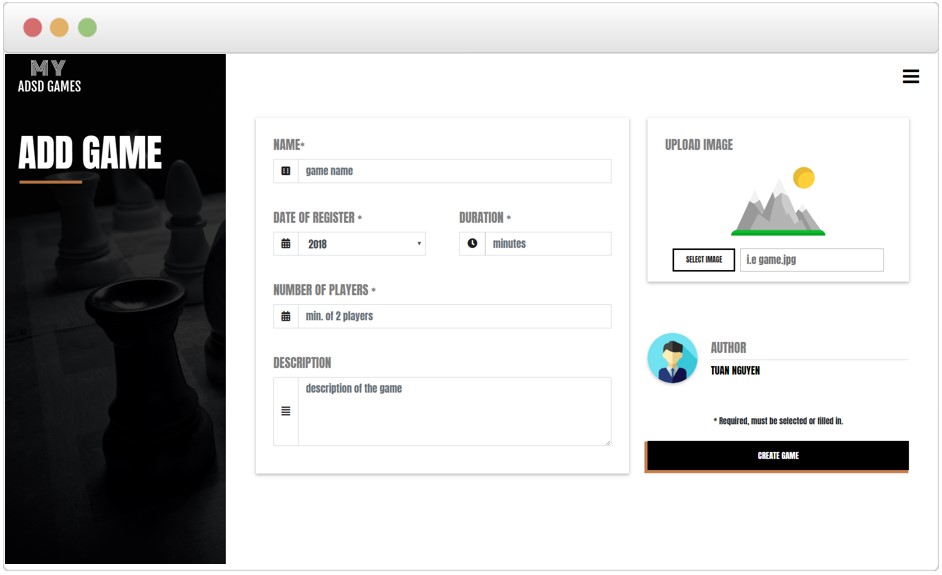 MY
ADSD GAMES
ADD GAME
NAME*
game name
DATE OF REGISTER *
DURATION *
2018
minutes
NUMBER OF PLAYERS *
min. of 2 players
DESCRIPTION
description of the game
UPLOAD IMAGE
SELECT IMAGE
i.e game.jpg
AUTHOR
TUAN NGUYEN
* Required, must be selected or filled in.
CREATE GAME